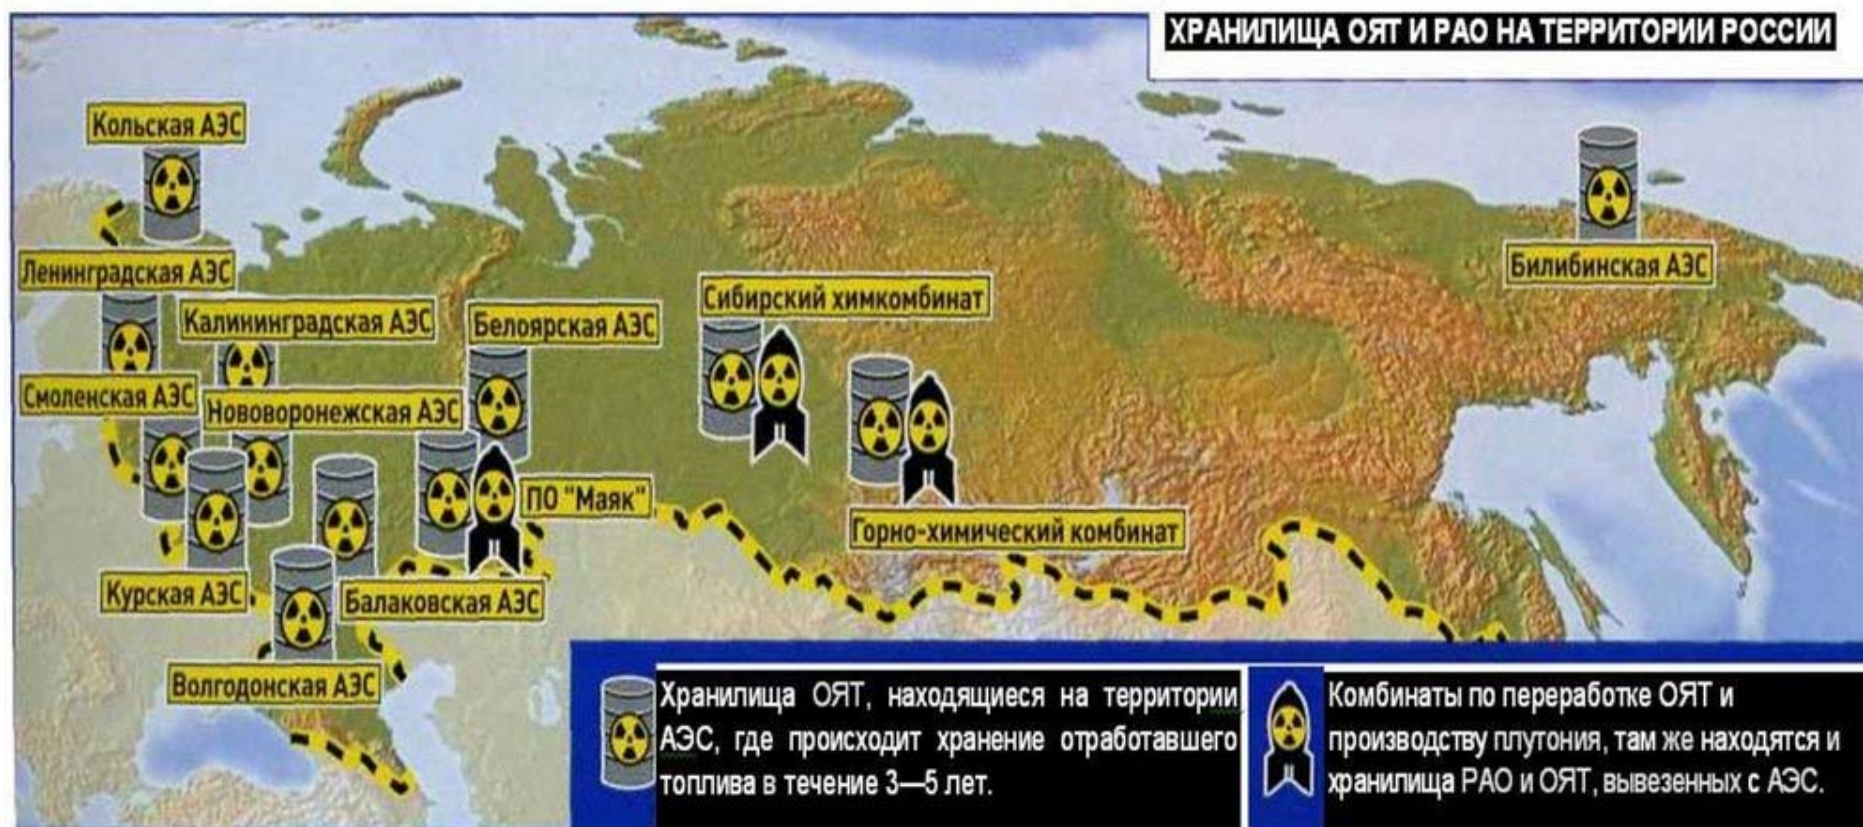 ХРАНИЛИЩА ОЯТ И РАО НА ТЕРРИТОРИИ РОССИИ
Кольская АЭС
Ленинградская АЭС
Билибинская АЭС
Сибирский химкомбинат
Калининградская АЭС
Белоярская АЭС
Смоленская АЭС
Нововоронежская АЭС
ПО "Маяк"
Горно-химический комбинат
Курская АЭС
Балаковская АЭС
Волгодонская АЭС
Хранилища ОЯТ, находящиеся на территории
АЭС, где происходит хранение отработавшего
топлива в течение 3—5 лет.
Комбинаты по переработке ОЯТ и
производству плутония, там же находятся и
хранилища РАО и ОЯТ, вывезенных с АЭС.